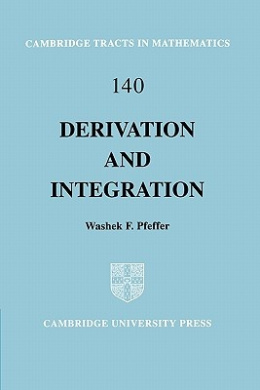 CAMBRIDGE TRACTS IN MATHEMATICS
140
DERIVATION
AND
INTEGRATION
Washek F. Pfeffer
CAMBRIDGE UNIVERSITY PRESS